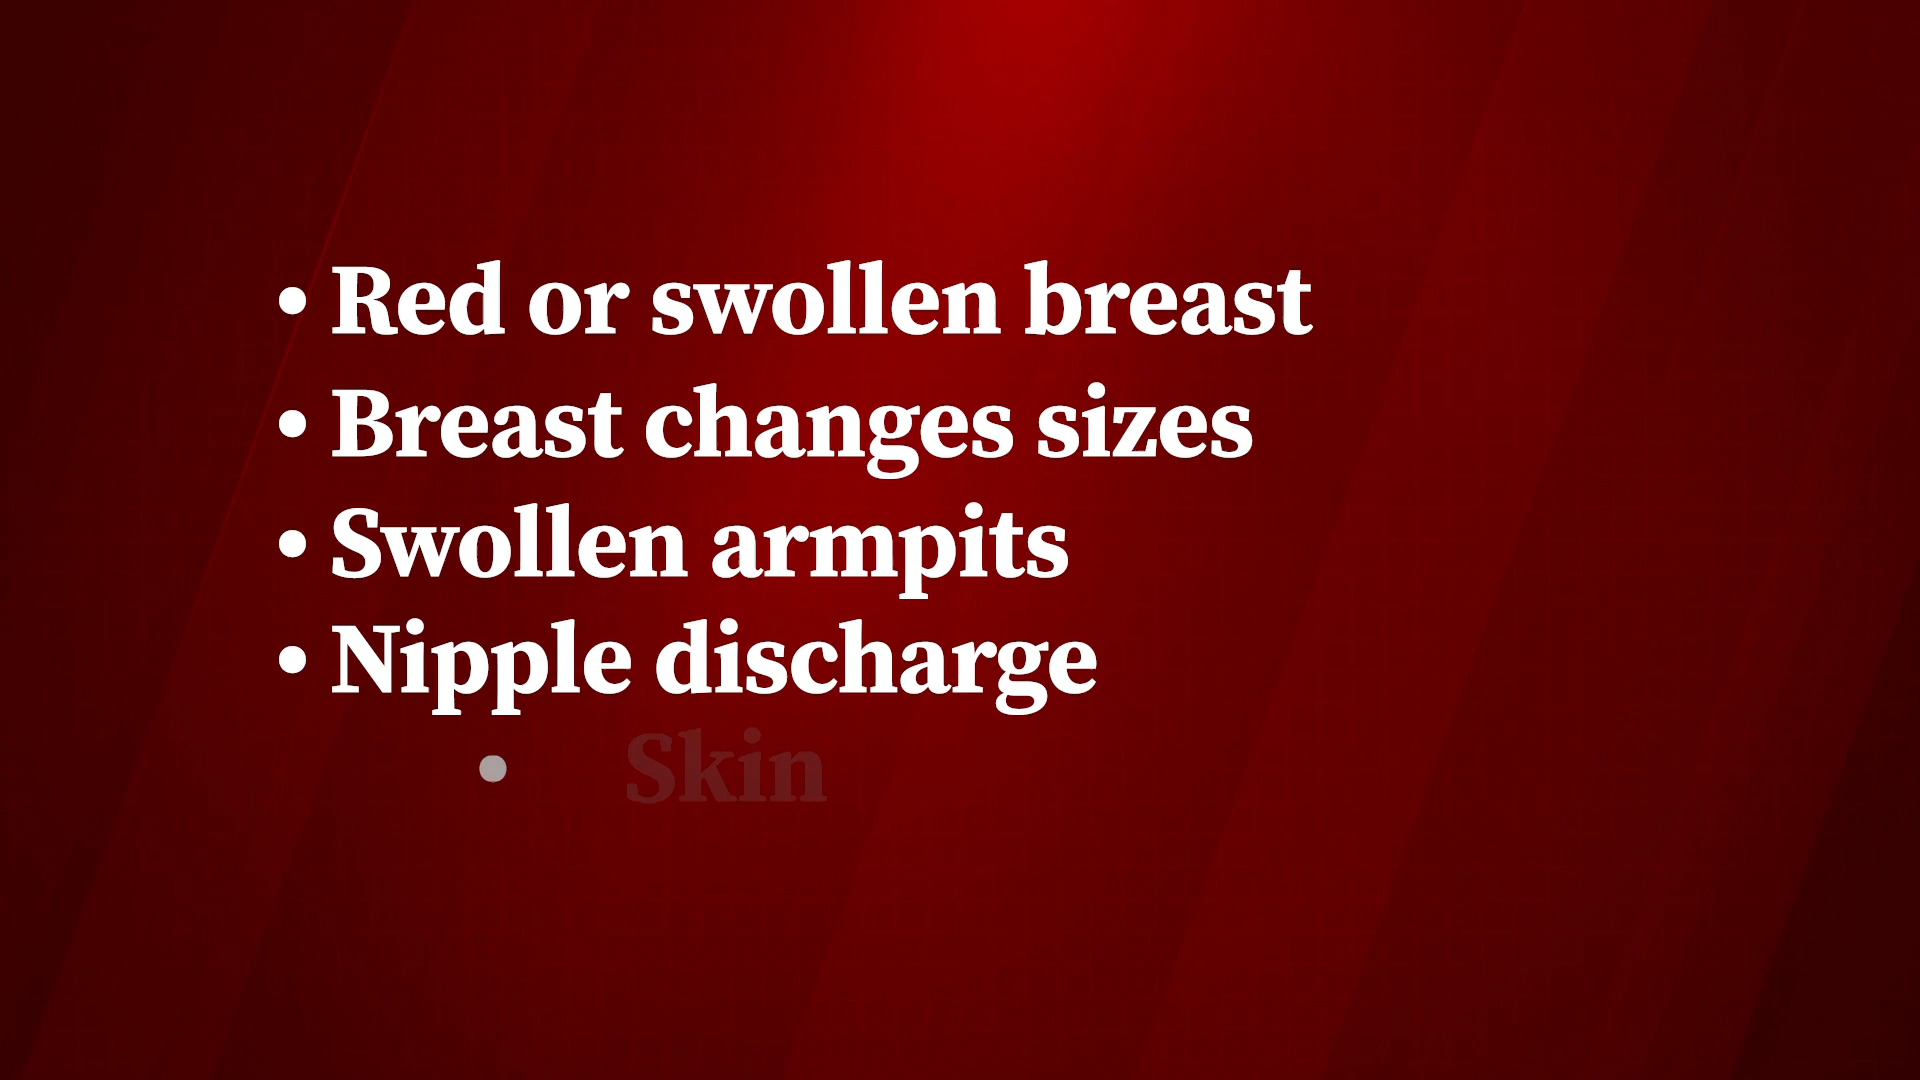 • Red or swollen breast
• Breast changes sizes
• Swollen armpits
• Nipple discharge
• Skin